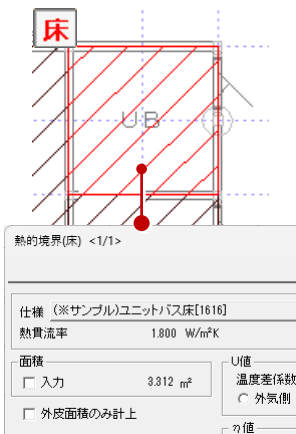 床
UB
熱的境界(床) <1/1>
仕様 (※サンプル)ユニットバス床[1616]
熱貫流率 1.800 W/m²K
面積
入力 3.312 m²
外皮面積のみ計上
U値
温度差係数
外気側
η値